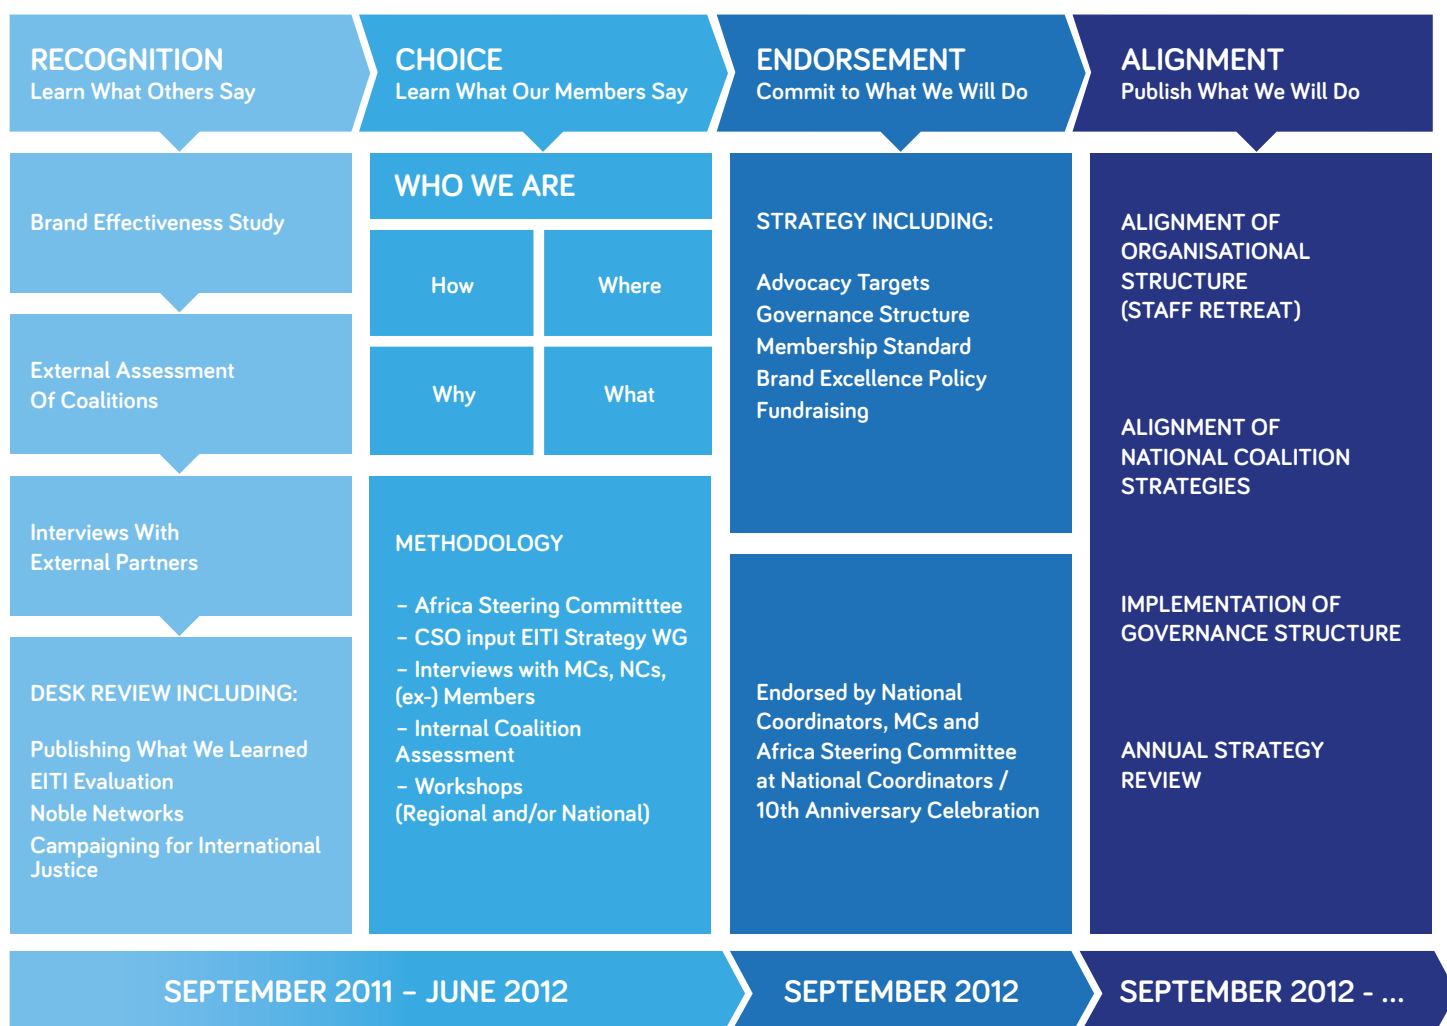 RECOGNITION
Learn What Others Say
Brand Effectiveness Study
External Assessment
Of Coalitions
Interviews With
External Partners
DESK REVIEW INCLUDING:
Publishing What We Learned
EITI Evaluation
Noble Networks
Campaigning for International
Justice
CHOICE
Learn What Our Members Say
WHO WE ARE
How
Where
Why
What
METHODOLOGY
– Africa Steering Committtee
– CSO input EITI Strategy WG
– Interviews with MCs, NCs,
(ex-) Members
– Internal Coalition
Assessment
– Workshops
(Regional and/or National)
ENDORSEMENT
Commit to What We Will Do
STRATEGY INCLUDING:
Advocacy Targets
Governance Structure
Membership Standard
Brand Excellence Policy
Fundraising
Endorsed by National
Coordinators, MCs and
Africa Steering Committee
at National Coordinators /
10th Anniversary Celebration
ALIGNMENT
Publish What We Will Do
ALIGNMENT OF
ORGANISATIONAL
STRUCTURE
(STAFF RETREAT)
ALIGNMENT OF
NATIONAL COALITION
STRATEGIES
IMPLEMENTATION OF
GOVERNANCE STRUCTURE
ANNUAL STRATEGY
REVIEW
SEPTEMBER 2011 – JUNE 2012
SEPTEMBER 2012
SEPTEMBER 2012 - ...